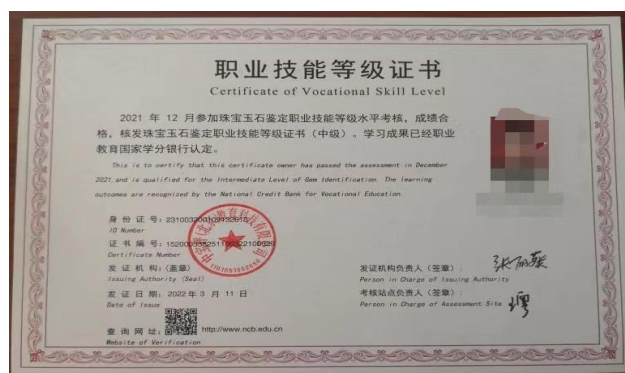 职业技能等级证书
Certificate of Vocational Skill Level
2021 年 12 月参加珠宝玉石鉴定职业技能等级水平考核，成绩合
格，核发珠宝玉石鉴定职业技能等级证书（中级）。学习成果已经职业
教育国家学分银行认定。
This is to certify that this certificate owner has passed the assessment in December
2021,and is qualified for the Intermediate Level of Gem Identification. The learning
outcomes are recognized by the National Credit Bank for Vocational Education.
身 份 证 号：
ID Number
证 书 编 号：
Certificate Number
发 证 机 构：(盖章)
Issuing Authority (Seal)
发 证 日 期：2022 年 3 月 11 日
Date of Issue
查 询 网 址：http://www.ncb.edu.cn
Website of Verification
发证机构负责人（签章）：
Person in Charge of Issuing Authority
考核站点负责人（签章）：
Person in Charge of Assessment Site